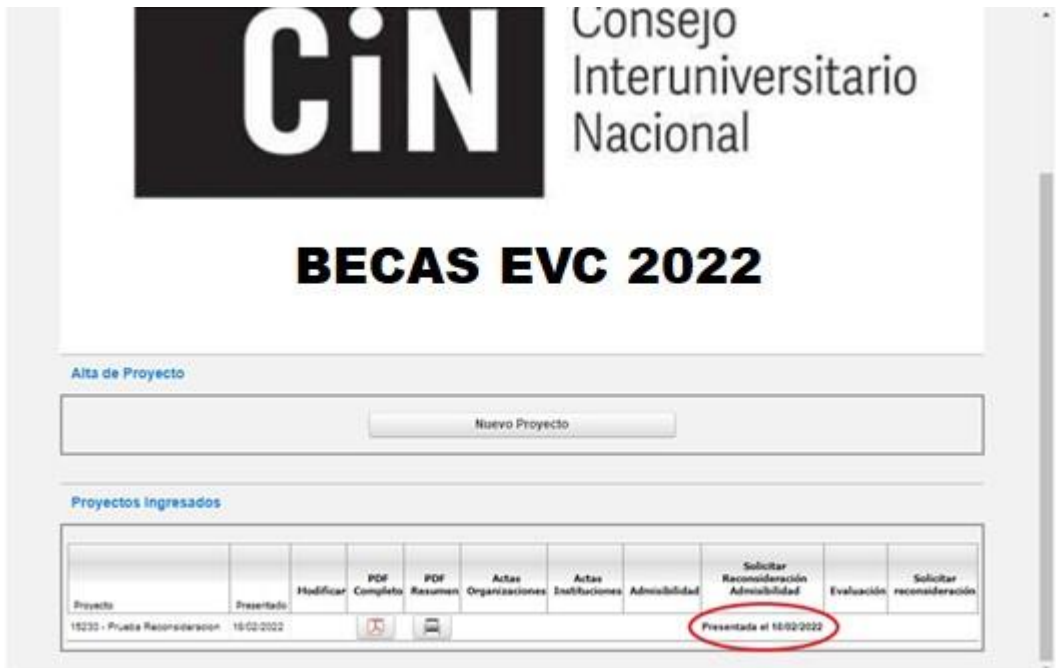 CiN
Consejo
Interuniversitario
Nacional
BECAS EVC 2022
Alta de Proyecto
Nuevo Proyecto
Proyectos Ingresados
Proyecto
Presentado
Modificar
PDF
Completo
PDF
Resumen
Actas
Organizaciones
Actas
Instituciones
Admisibilidad
Solicitar
Reconsideración
Admisibilidad
Evaluación
Solicitar
reconsideración
15230 - Prueba Reconsideracion
18/02/2022
Presentada el 18/02/2022